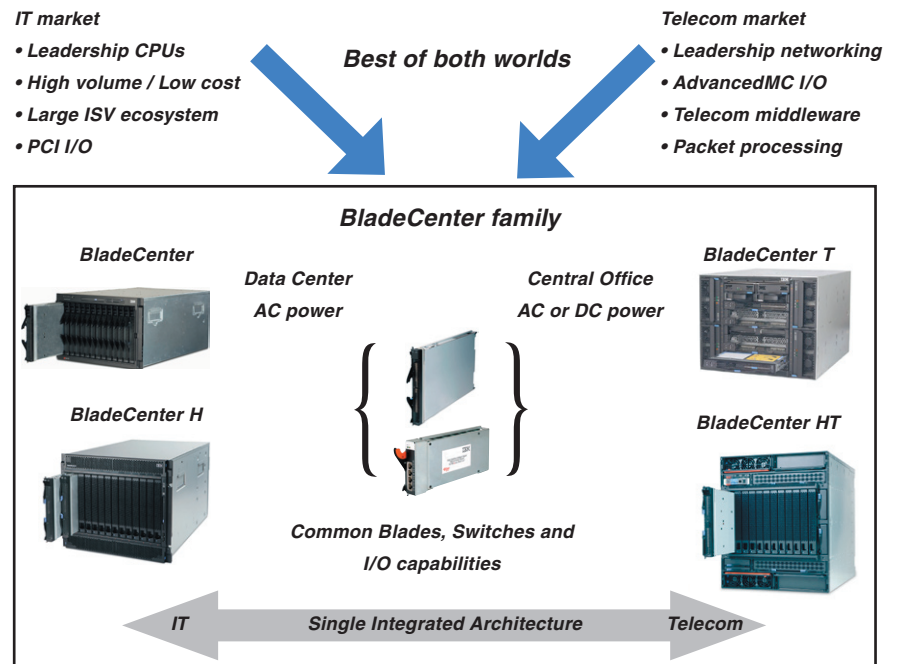 IT market
• Leadership CPUs
• High volume / Low cost
• Large ISV ecosystem
• PCI I/O
Best of both worlds
Telecom market
• Leadership networking
• AdvancedMC I/O
• Telecom middleware
• Packet processing
BladeCenter family
BladeCenter
Data Center
AC power
Central Office
AC or DC power
BladeCenter T
BladeCenter H
BladeCenter HT
IBM
Common Blades, Switches and
I/O capabilities
IT
Single Integrated Architecture
Telecom